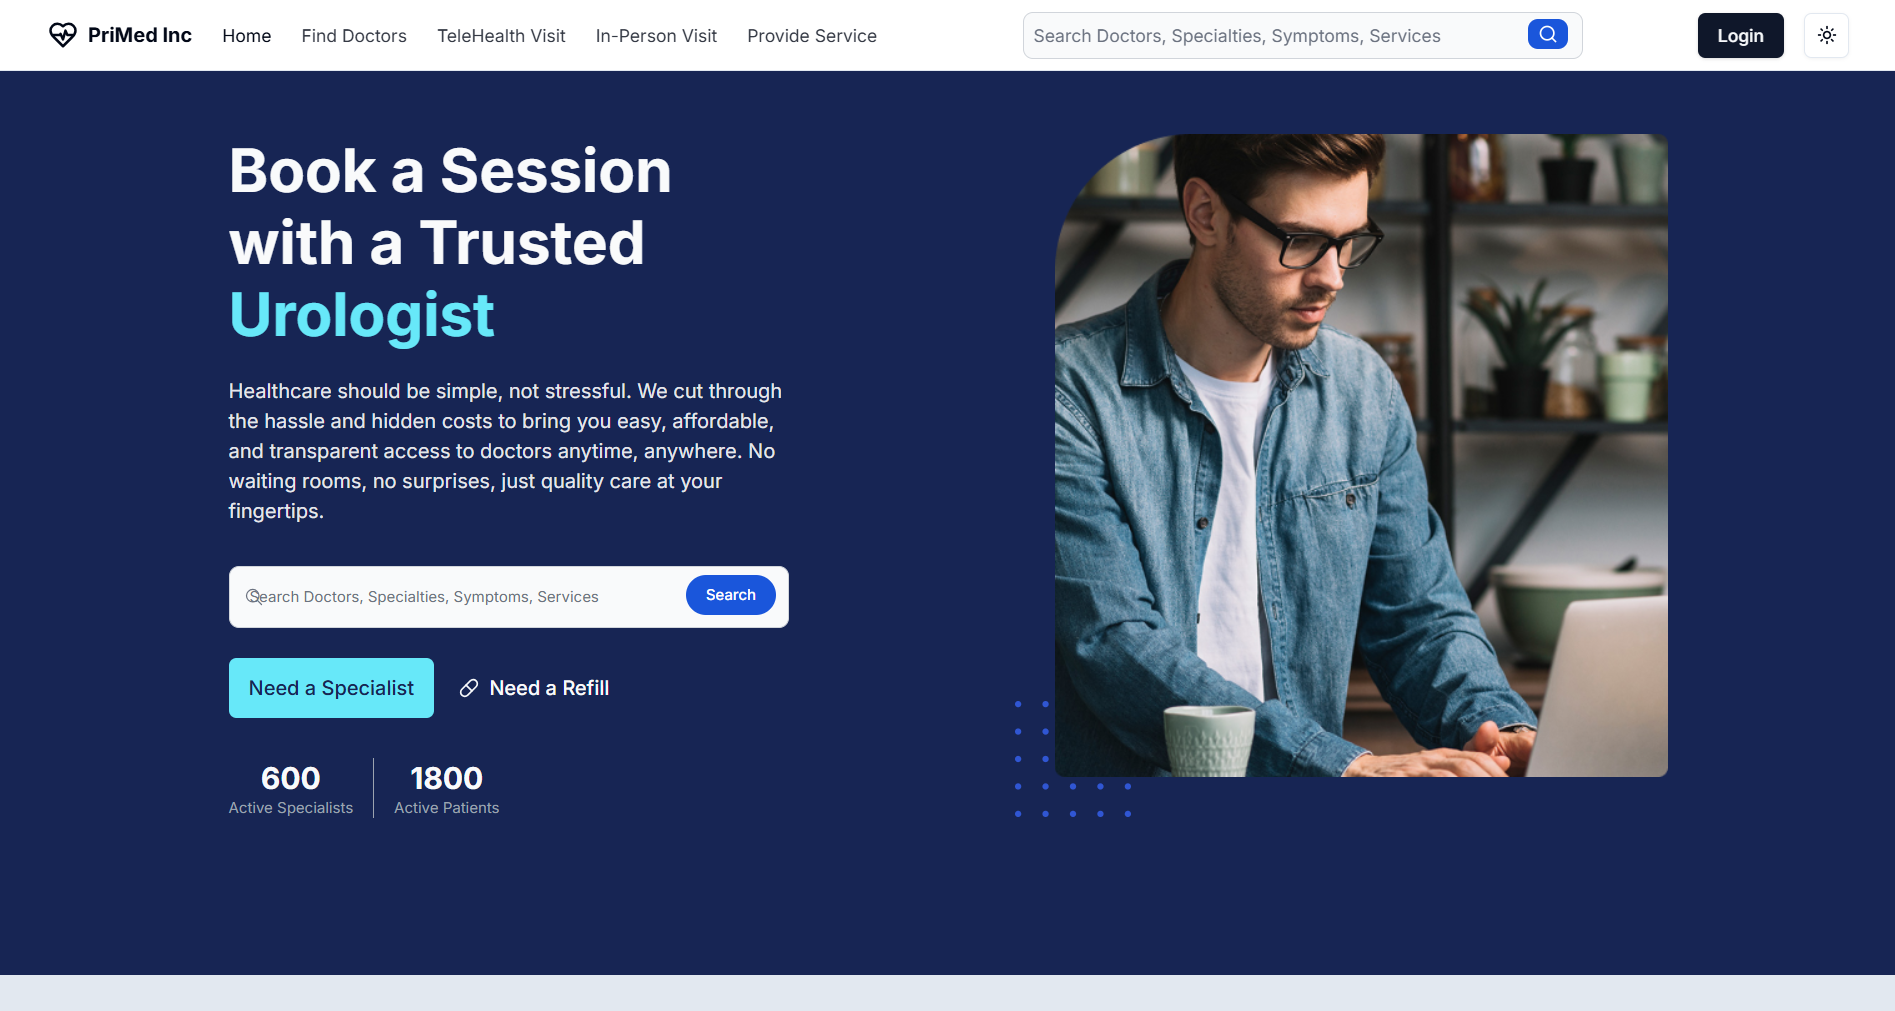 PriMed Inc
Home
Find Doctors
TeleHealth Visit
In-Person Visit
Provide Service
Search Doctors, Specialties, Symptoms, Services
Login
Book a Session
with a Trusted
Urologist
Healthcare should be simple, not stressful. We cut through
the hassle and hidden costs to bring you easy, affordable,
and transparent access to doctors anytime, anywhere. No
waiting rooms, no surprises, just quality care at your
fingertips.
Search Doctors, Specialties, Symptoms, Services
Search
Need a Specialist
Need a Refill
600
Active Specialists
1800
Active Patients